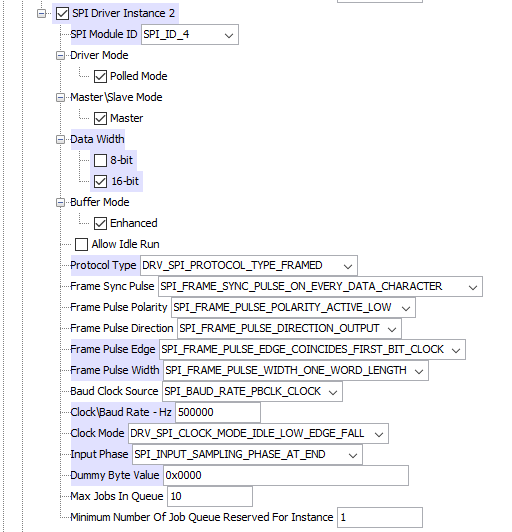 SPI Driver Instance 2
SPI Module ID SPI_ID_4
Driver Mode
Polled Mode
Master\Slave Mode
Master
Data Width
8-bit
16-bit
Buffer Mode
Enhanced
Allow Idle Run
Protocol Type DRV_SPI_PROTOCOL_TYPE_FRAMED
Frame Sync Pulse SPI_FRAME_SYNC_PULSE_ON_EVERY_DATA_CHARACTER
Frame Pulse Polarity SPI_FRAME_PULSE_POLARITY_ACTIVE_LOW
Frame Pulse Direction SPI_FRAME_PULSE_DIRECTION_OUTPUT
Frame Pulse Edge SPI_FRAME_PULSE_EDGE_COINCIDES_FIRST_BIT_CLOCK
Frame Pulse Width SPI_FRAME_PULSE_WIDTH_ONE_WORD_LENGTH
Baud Clock Source SPI_BAUD_RATE_PBCLK_CLOCK
Clock\Baud Rate - Hz 500000
Clock Mode DRV_SPI_CLOCK_MODE_IDLE_LOW_EDGE_FALL
Input Phase SPI_INPUT_SAMPLING_PHASE_AT_END
Dummy Byte Value 0x0000
Max Jobs In Queue 10
Minimum Number Of Job Queue Reserved For Instance 1